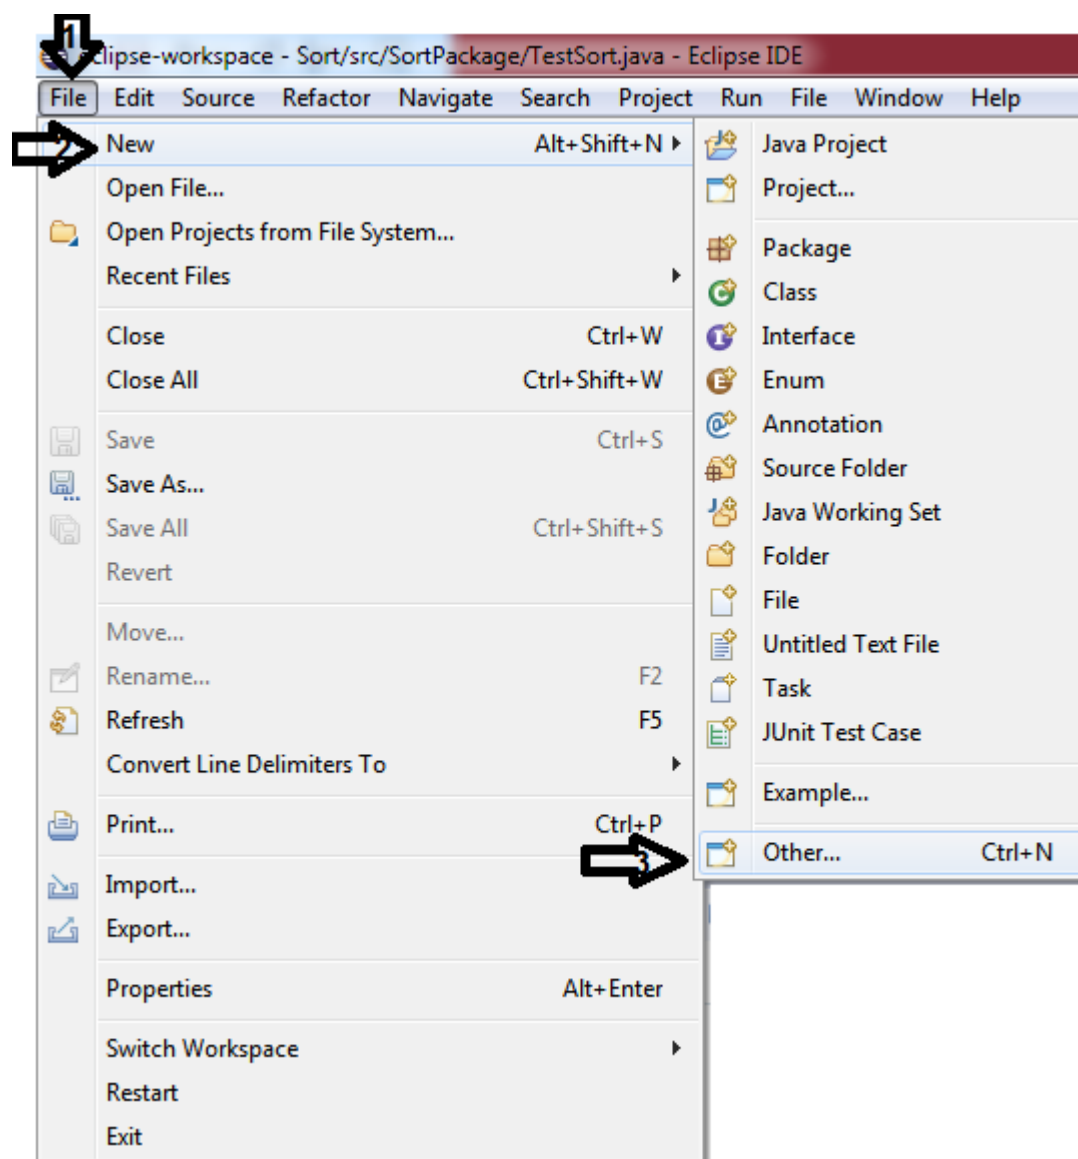 1
eclipse-workspace - Sort/src/SortPackage/TestSort.java - Eclipse IDE
File Edit Source Refactor Navigate Search Project Run File Window Help
2 New Alt+Shift+N
Open File...
Open Projects from File System...
Recent Files
Close Ctrl+W
Close All Ctrl+Shift+W
Save Ctrl+S
Save As...
Save All Ctrl+Shift+S
Revert
Move...
Rename... F2
Refresh F5
Convert Line Delimiters To
Print... Ctrl+P
Import...
Export...
Properties Alt+Enter
Switch Workspace
Restart
Exit
Java Project
Project...
Package
Class
Interface
Enum
Annotation
Source Folder
Java Working Set
Folder
File
Untitled Text File
Task
JUnit Test Case
Example...
3 Other... Ctrl+N